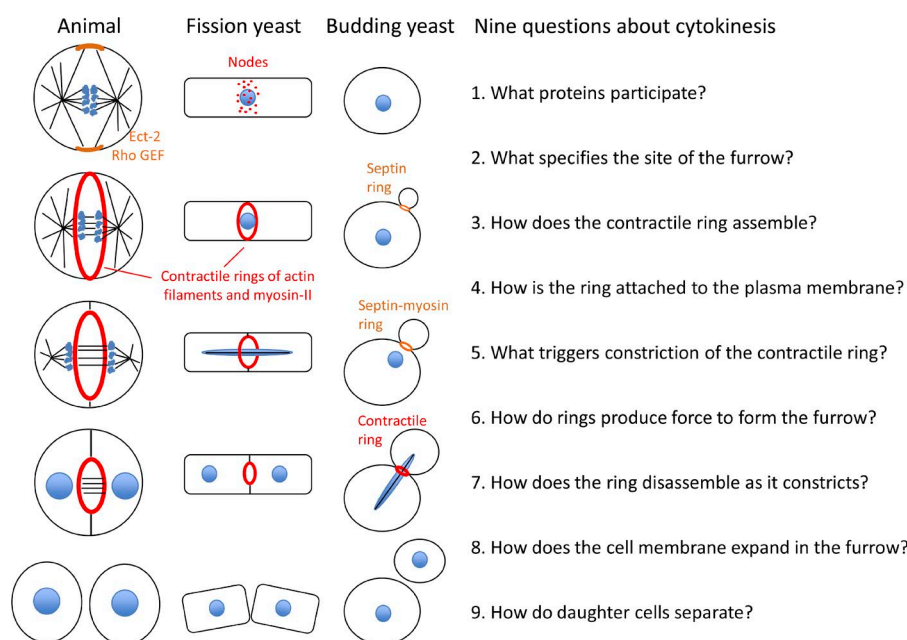 Animal
Fission yeast
Budding yeast
Nine questions about cytokinesis
Nodes
Ect-2
Rho GEF
Septin
ring
Contractile rings of actin
filaments and myosin-II
Septin-myosin
ring
Contractile
ring
1. What proteins participate?
2. What specifies the site of the furrow?
3. How does the contractile ring assemble?
4. How is the ring attached to the plasma membrane?
5. What triggers constriction of the contractile ring?
6. How do rings produce force to form the furrow?
7. How does the ring disassemble as it constricts?
8. How does the cell membrane expand in the furrow?
9. How do daughter cells separate?